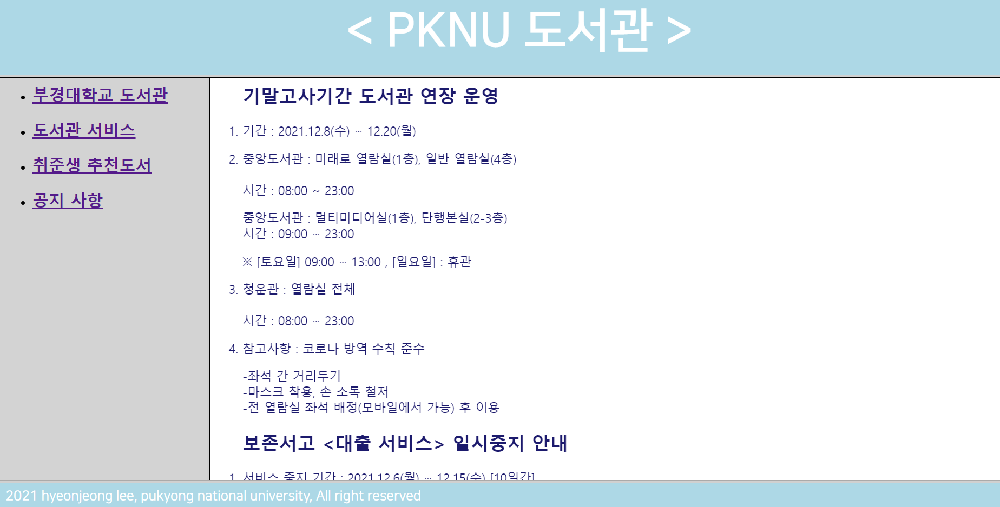 < PKNU 도서관 >
부경대학교 도서관
도서관 서비스
취준생 추천도서
공지 사항
기말고사기간 도서관 연장 운영
1. 기간 : 2021.12.8(수) ~ 12.20(월)
2. 중앙도서관 : 미래로 열람실(1층), 일반 열람실(4층)
시간 : 08:00 ~ 23:00
중앙도서관 : 멀티미디어실(1층), 단행본실(2-3층)
시간 : 09:00 ~ 23:00
※ [토요일] 09:00 ~ 13:00 , [일요일] : 휴관
3. 청운관 : 열람실 전체
시간 : 08:00 ~ 23:00
4. 참고사항 : 코로나 방역 수칙 준수
-좌석 간 거리두기
-마스크 착용, 손 소독 철저
-전 열람실 좌석 배정(모바일에서 가능) 후 이용
보존서고 <대출 서비스> 일시중지 안내
1. 서비스 중지 기간 : 2021.12.6(월) ~ 12.15(수) [10일간]
2021 hyeonjeong lee, pukyong national university, All right reserved